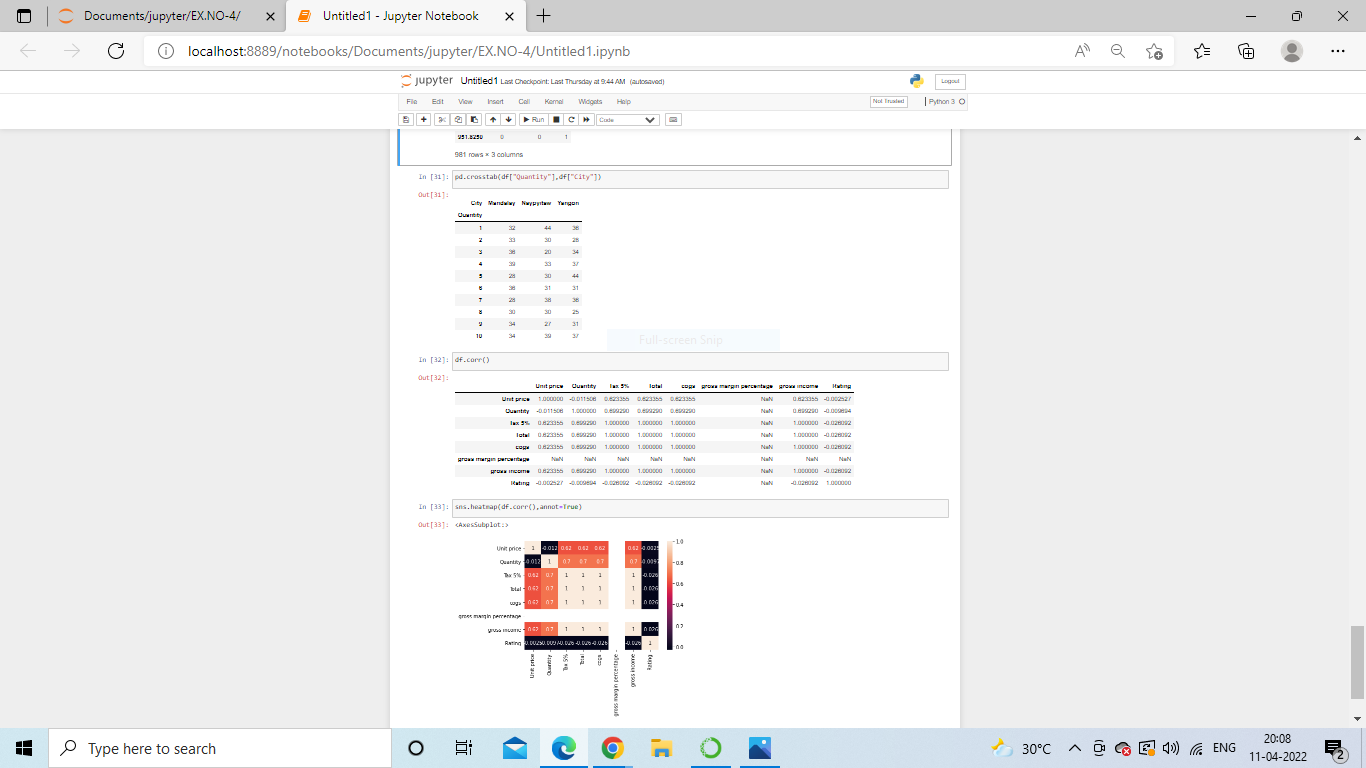 Documents/jupyter/EX.NO-4/ Untitled1 - Jupyter Notebook
localhost:8889/notebooks/Documents/jupyter/EX.NO-4/Untitled1.ipynb
jupyter Untitled1 Last Checkpoint: Last Thursday at 9:44 AM (autosaved) Logout
File Edit View Insert Cell Kernel Widgets Help Not Trusted Python 3
Run Code
951.8250 0 0 1
981 rows × 3 columns
In [31]: pd.crosstab(df["Quantity"],df["City"])
Out[31]:
City Mandalay Naypyitaw Yangon
Quantity
1 32 44 36
2 33 30 28
3 36 20 34
4 39 33 37
5 28 30 44
6 36 31 31
7 28 38 36
8 30 30 25
9 34 27 31
10 34 39 37
Full-screen Snip
In [32]: df.corr()
Out[32]:
Unit price Quantity Tax 5% Total cogs gross margin percentage gross income Rating
Unit price 1.000000 -0.011506 0.623355 0.623355 0.623355 NaN 0.623355 -0.002527
Quantity -0.011506 1.000000 0.699290 0.699290 0.699290 NaN 0.699290 -0.009694
Tax 5% 0.623355 0.699290 1.000000 1.000000 1.000000 NaN 1.000000 -0.026092
Total 0.623355 0.699290 1.000000 1.000000 1.000000 NaN 1.000000 -0.026092
cogs 0.623355 0.699290 1.000000 1.000000 1.000000 NaN 1.000000 -0.026092
gross margin percentage NaN NaN NaN NaN NaN NaN NaN NaN
gross income 0.623355 0.699290 1.000000 1.000000 1.000000 NaN 1.000000 -0.026092
Rating -0.002527 -0.009694 -0.026092 -0.026092 -0.026092 NaN -0.026092 1.000000
In [33]: sns.heatmap(df.corr(),annot=True)
Out[33]: <AxesSubplot:>
Unit price 1 -0.012 0.62 0.62 0.62 0.62 -0.0025 1.0
Quantity -0.012 1 0.7 0.7 0.7 0.7 -0.0097 0.8
Tax 5% 0.62 0.7 1 1 1 1 -0.026
Total 0.62 0.7 1 1 1 1 -0.026 0.6
cogs 0.62 0.7 1 1 1 1 -0.026 0.4
gross margin percentage
gross income 0.62 0.7 1 1 1 1 -0.026 0.2
Rating -0.0025 -0.0097 -0.026 -0.026 -0.026 -0.026 1 0.0
Unit price Quantity Tax 5% Total cogs gross margin percentage gross income Rating
Type here to search 30°C ENG 20:08
11-04-2022 2